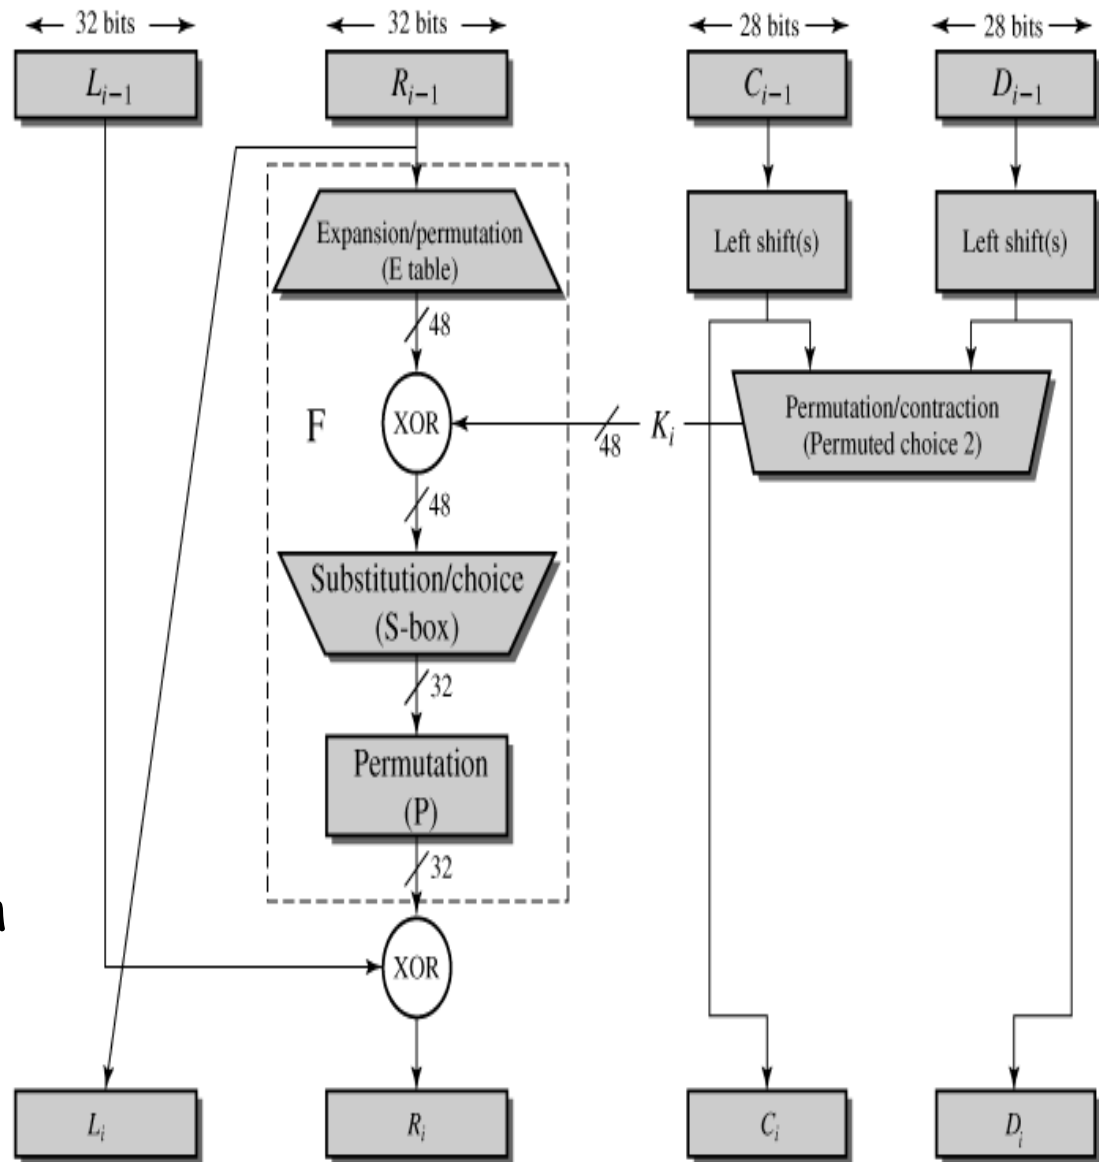 32 bits
32 bits
28 bits
28 bits
Lᵢ₋₁
Rᵢ₋₁
Cᵢ₋₁
Dᵢ₋₁
Expansion/permutation
(E table)
Left shift(s)
Left shift(s)
48
F
XOR
48
Kᵢ
Permutation/contraction
(Permuted choice 2)
48
Substitution/choice
(S-box)
32
Permutation
(P)
32
XOR
Lᵢ
Rᵢ
Cᵢ
Dᵢ